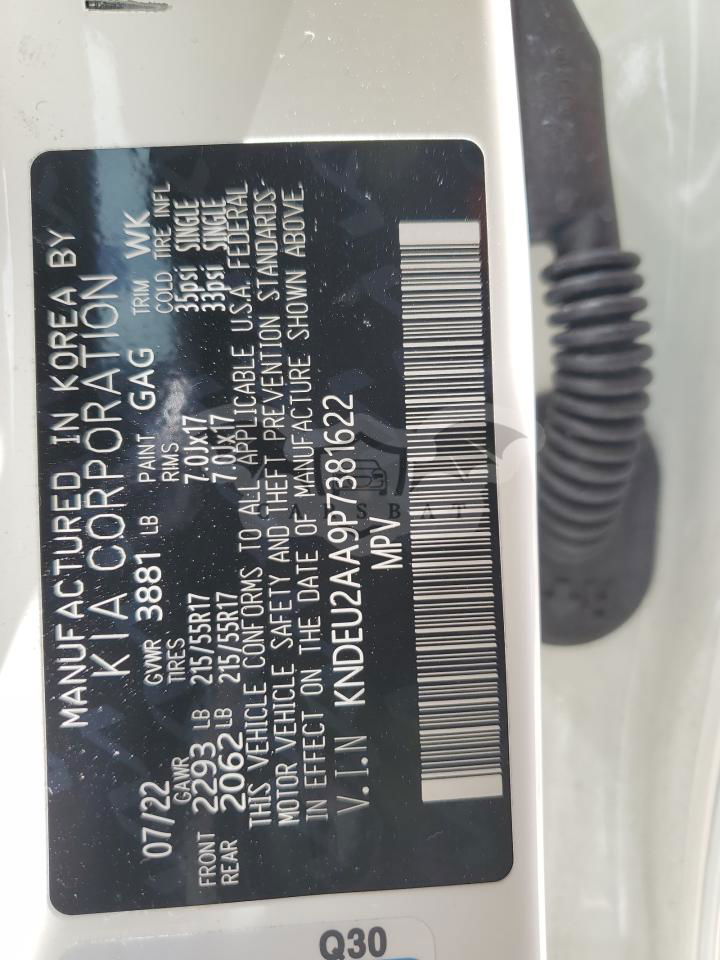 MANUFACTURED IN KOREA BY
KIA CORPORATION
07/22 GVWR 3881 LB PAINT GAG TRIM WK
GAWR TIRES RIMS COLD TIRE INFL
FRONT 2293 LB 215/55R17 7.0Jx17 35psi SINGLE
REAR 2062 LB 215/55R17 7.0Jx17 33psi SINGLE
THIS VEHICLE CONFORMS TO ALL APPLICABLE U.S.A. FEDERAL
MOTOR VEHICLE SAFETY AND THEFT PREVENTION STANDARDS
IN EFFECT ON THE DATE OF MANUFACTURE SHOWN ABOVE.
V.I.N KNDEU2AA9P7381622
MPV
Q30